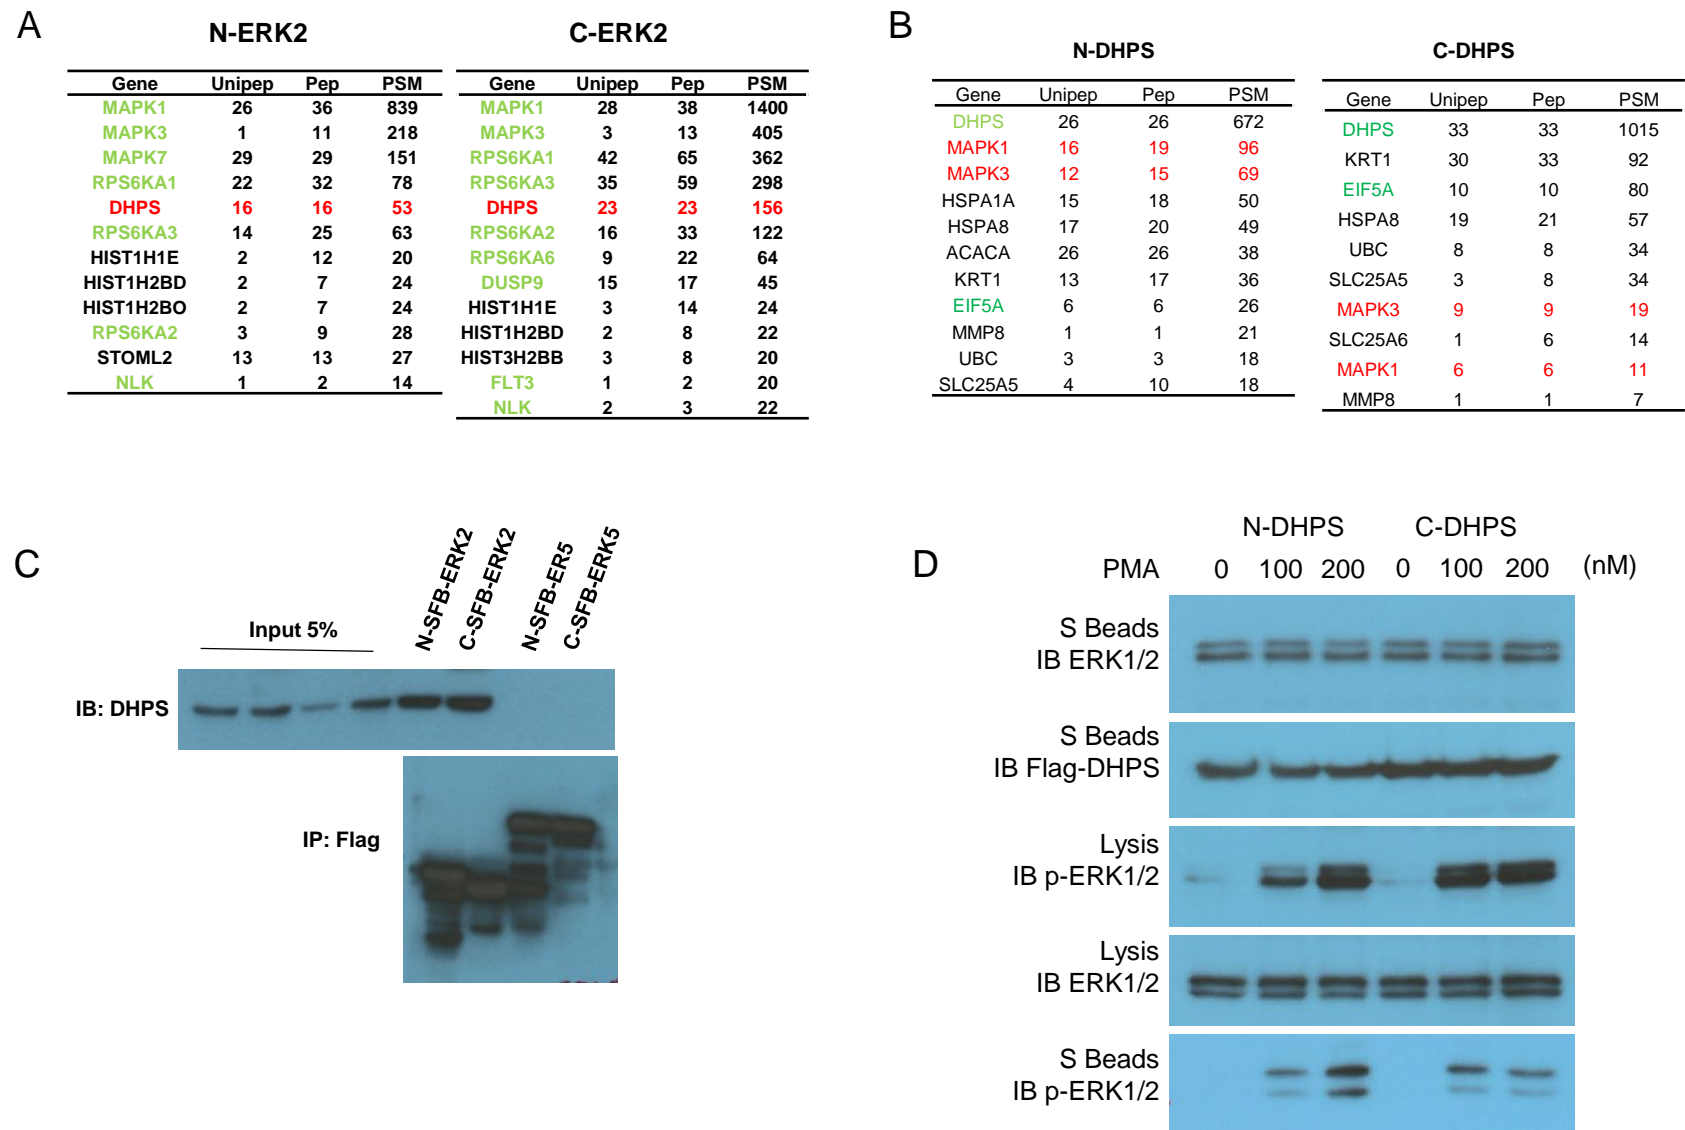 A
N-ERK2
Gene Unipep Pep PSM
MAPK1 26 36 839
MAPK3 1 11 218
MAPK7 29 29 151
RPS6KA1 22 32 78
DHPS 16 16 53
RPS6KA3 14 25 63
HIST1H1E 2 12 20
HIST1H2BD 2 7 24
HIST1H2BO 2 7 24
RPS6KA2 3 9 28
STOML2 13 13 27
NLK 1 2 14
C-ERK2
Gene Unipep Pep PSM
MAPK1 28 38 1400
MAPK3 3 13 405
RPS6KA1 42 65 362
RPS6KA3 35 59 298
DHPS 23 23 156
RPS6KA2 16 33 122
RPS6KA6 9 22 64
DUSP9 15 17 45
HIST1H1E 3 14 24
HIST1H2BD 2 8 22
HIST3H2BB 3 8 20
FLT3 1 2 20
NLK 2 3 22
B
N-DHPS
Gene Unipep Pep PSM
DHPS 26 26 672
MAPK1 16 19 96
MAPK3 12 15 69
HSPA1A 15 18 50
HSPA8 17 20 49
ACACA 26 26 38
KRT1 13 17 36
EIF5A 6 6 26
MMP8 1 1 21
UBC 3 3 18
SLC25A5 4 10 18
C-DHPS
Gene Unipep Pep PSM
DHPS 33 33 1015
KRT1 30 33 92
EIF5A 10 10 80
HSPA8 19 21 57
UBC 8 8 34
SLC25A5 3 8 34
MAPK3 9 9 19
SLC25A6 1 6 14
MAPK1 6 6 11
MMP8 1 1 7
C
Input 5%
N-SFB-ERK2
C-SFB-ERK2
N-SFB-ER5
C-SFB-ERK5
IB: DHPS
IP: Flag
D
N-DHPS C-DHPS
PMA 0 100 200 0 100 200 (nM)
S Beads
IB ERK1/2
S Beads
IB Flag-DHPS
Lysis
IB p-ERK1/2
Lysis
IB ERK1/2
S Beads
IB p-ERK1/2